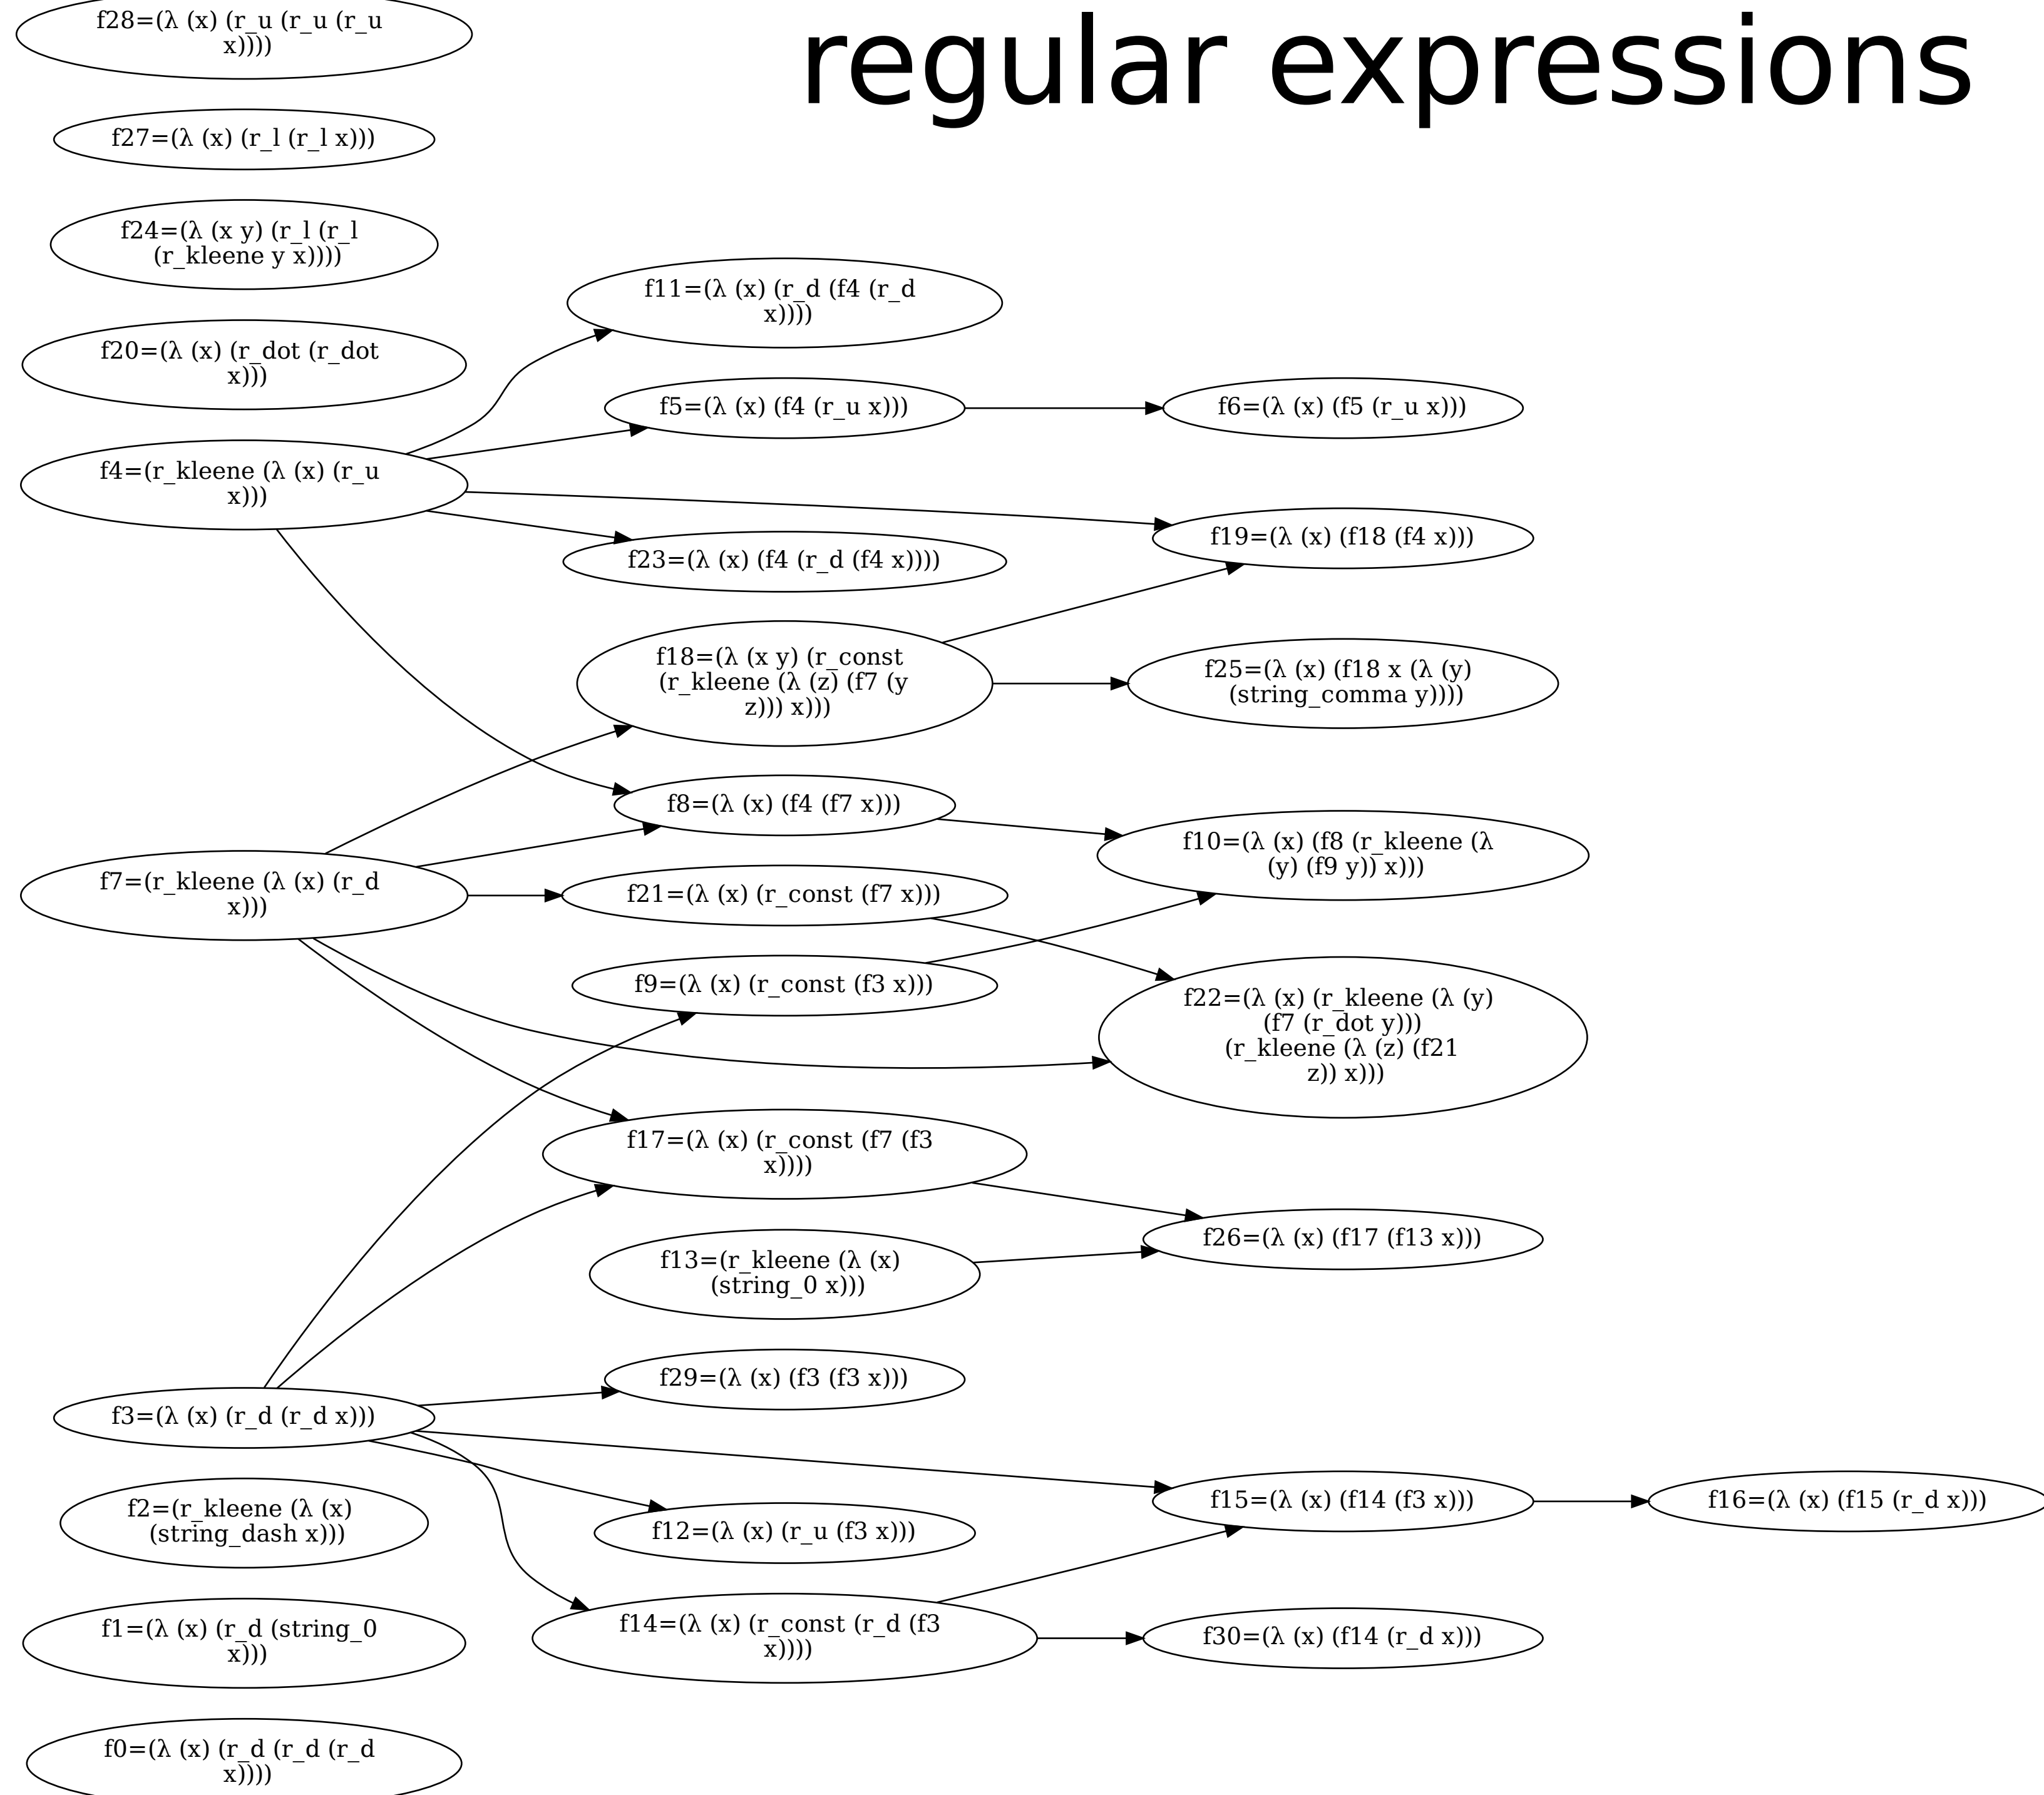 regular expressions
f28=(λ (x) (r_u (r_u (r_u
x))))
f27=(λ (x) (r_l (r_l x)))
f24=(λ (x y) (r_l (r_l
(r_kleene y x))))
f20=(λ (x) (r_dot (r_dot
x)))
f4=(r_kleene (λ (x) (r_u
x)))
f7=(r_kleene (λ (x) (r_d
x)))
f3=(λ (x) (r_d (r_d x)))
f2=(r_kleene (λ (x)
(string_dash x)))
f1=(λ (x) (r_d (string_0
x)))
f0=(λ (x) (r_d (r_d (r_d
x))))
f11=(λ (x) (r_d (f4 (r_d
x))))
f5=(λ (x) (f4 (r_u x)))
f23=(λ (x) (f4 (r_d (f4 x))))
f18=(λ (x y) (r_const
(r_kleene (λ (z) (f7 (y
z))) x)))
f8=(λ (x) (f4 (f7 x)))
f21=(λ (x) (r_const (f7 x)))
f9=(λ (x) (r_const (f3 x)))
f17=(λ (x) (r_const (f7 (f3
x))))
f13=(r_kleene (λ (x)
(string_0 x)))
f29=(λ (x) (f3 (f3 x)))
f12=(λ (x) (r_u (f3 x)))
f14=(λ (x) (r_const (r_d (f3
x))))
f6=(λ (x) (f5 (r_u x)))
f19=(λ (x) (f18 (f4 x)))
f25=(λ (x) (f18 x (λ (y)
(string_comma y))))
f10=(λ (x) (f8 (r_kleene (λ
(y) (f9 y)) x)))
f22=(λ (x) (r_kleene (λ (y)
(f7 (r_dot y)))
(r_kleene (λ (z) (f21
z)) x)))
f26=(λ (x) (f17 (f13 x)))
f15=(λ (x) (f14 (f3 x)))
f30=(λ (x) (f14 (r_d x)))
f16=(λ (x) (f15 (r_d x)))